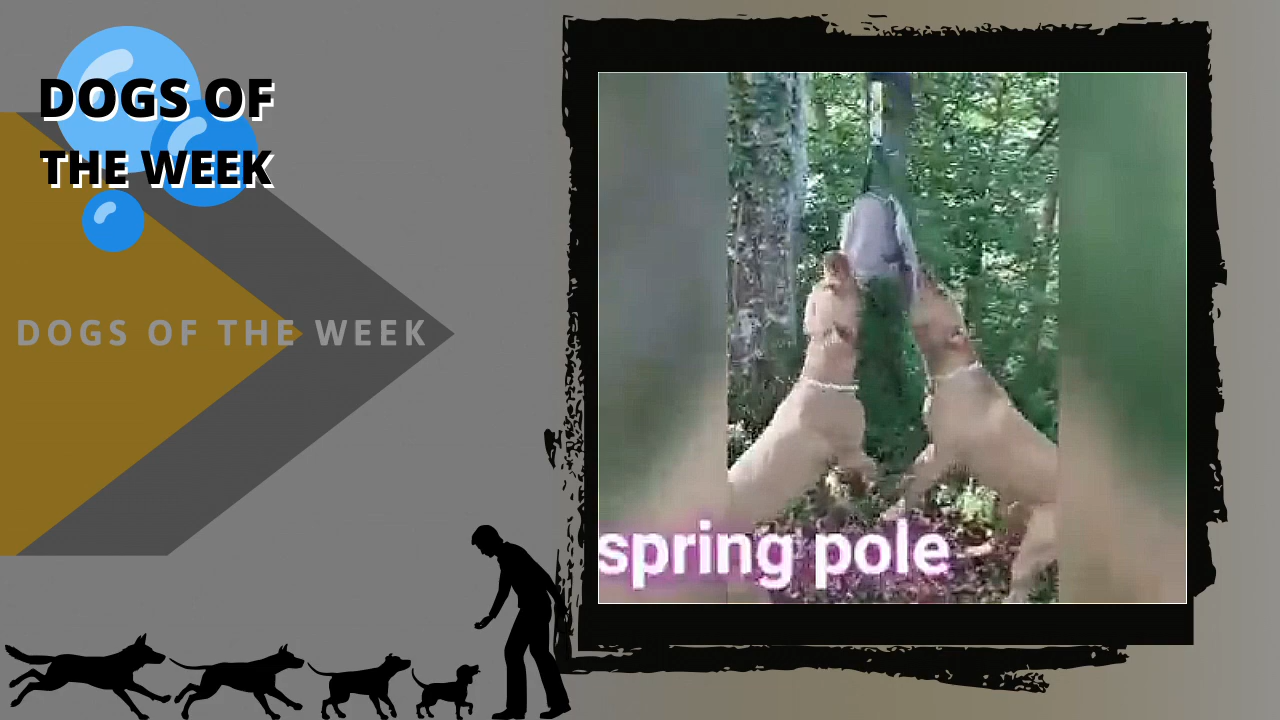 DOGS OF
THE WEEK
DOGS OF THE WEEK
spring pole